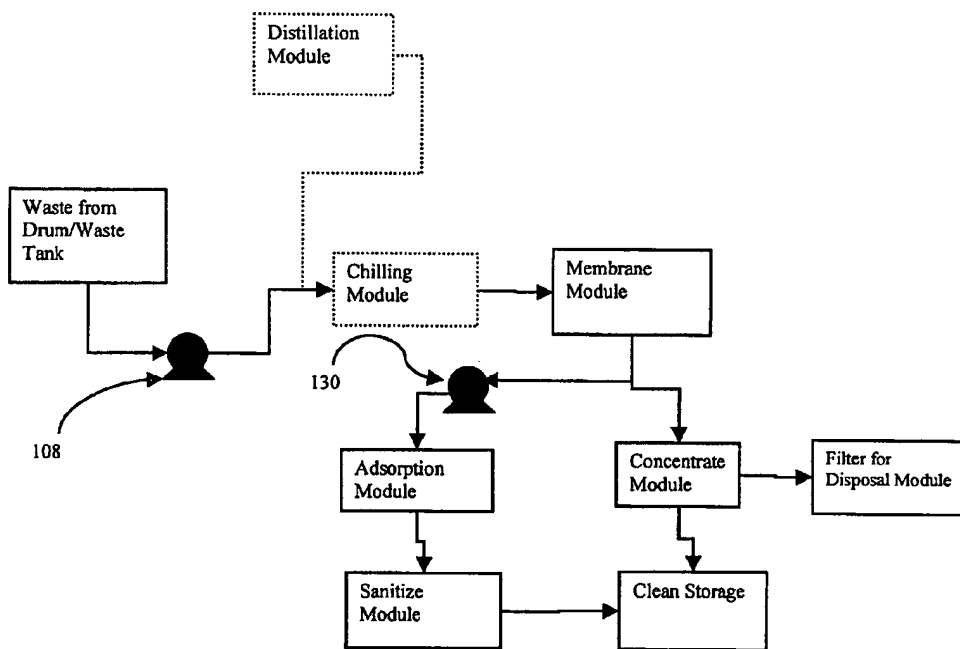 Distillation
Module
Waste from
Drum/Waste
Tank
Chilling
Module
Membrane
Module
130
108
Adsorption
Module
Concentrate
Module
Filter for
Disposal Module
Sanitize
Module
Clean Storage